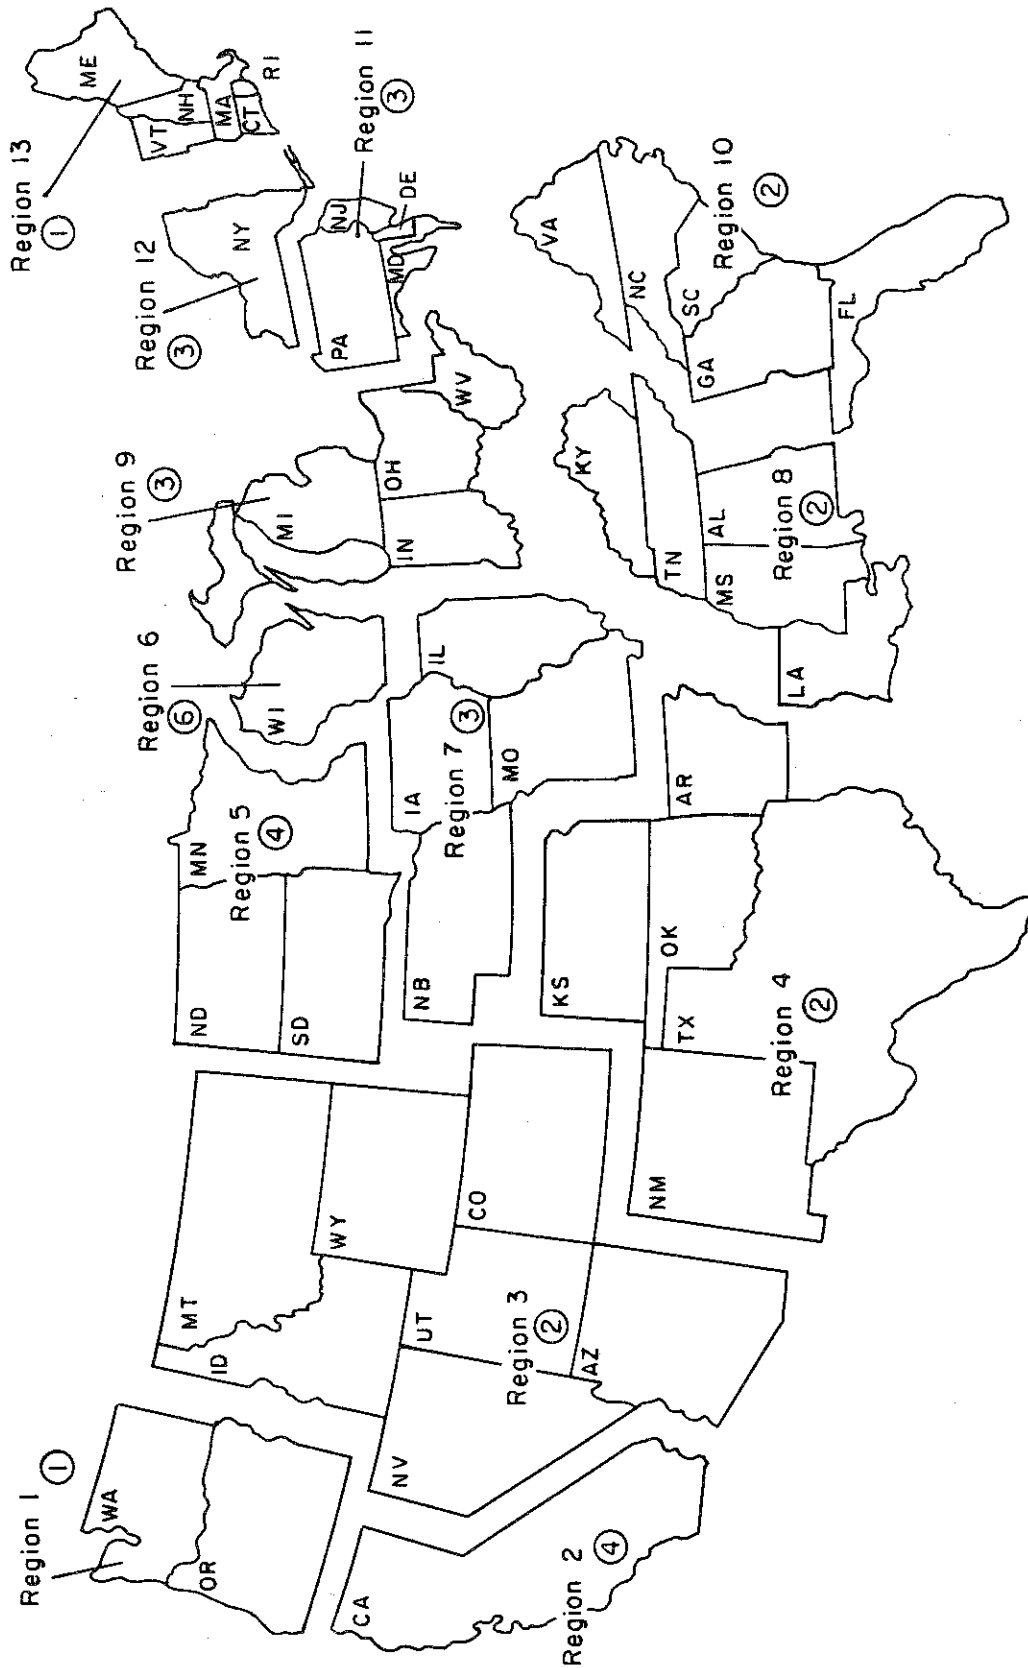 Region 1
①
WA
OR
Region 2
④
CA
NV
ID
MT
WY
UT
CO
Region 3
②
AZ
NM
TX
OK
KS
AR
Region 4
②
ND
SD
MN
Region 5
④
Region 6
⑥
WI
NB
IA
IL
MO
Region 7
③
KY
TN
MS
AL
LA
Region 8
②
Region 9
③
MI
IN
OH
WV
VA
NC
SC
GA
FL
Region 10
②
PA
NJ
MD
DE
Region 11
③
Region 12
③
NY
Region 13
①
ME
VT
NH
MA
CT
RI